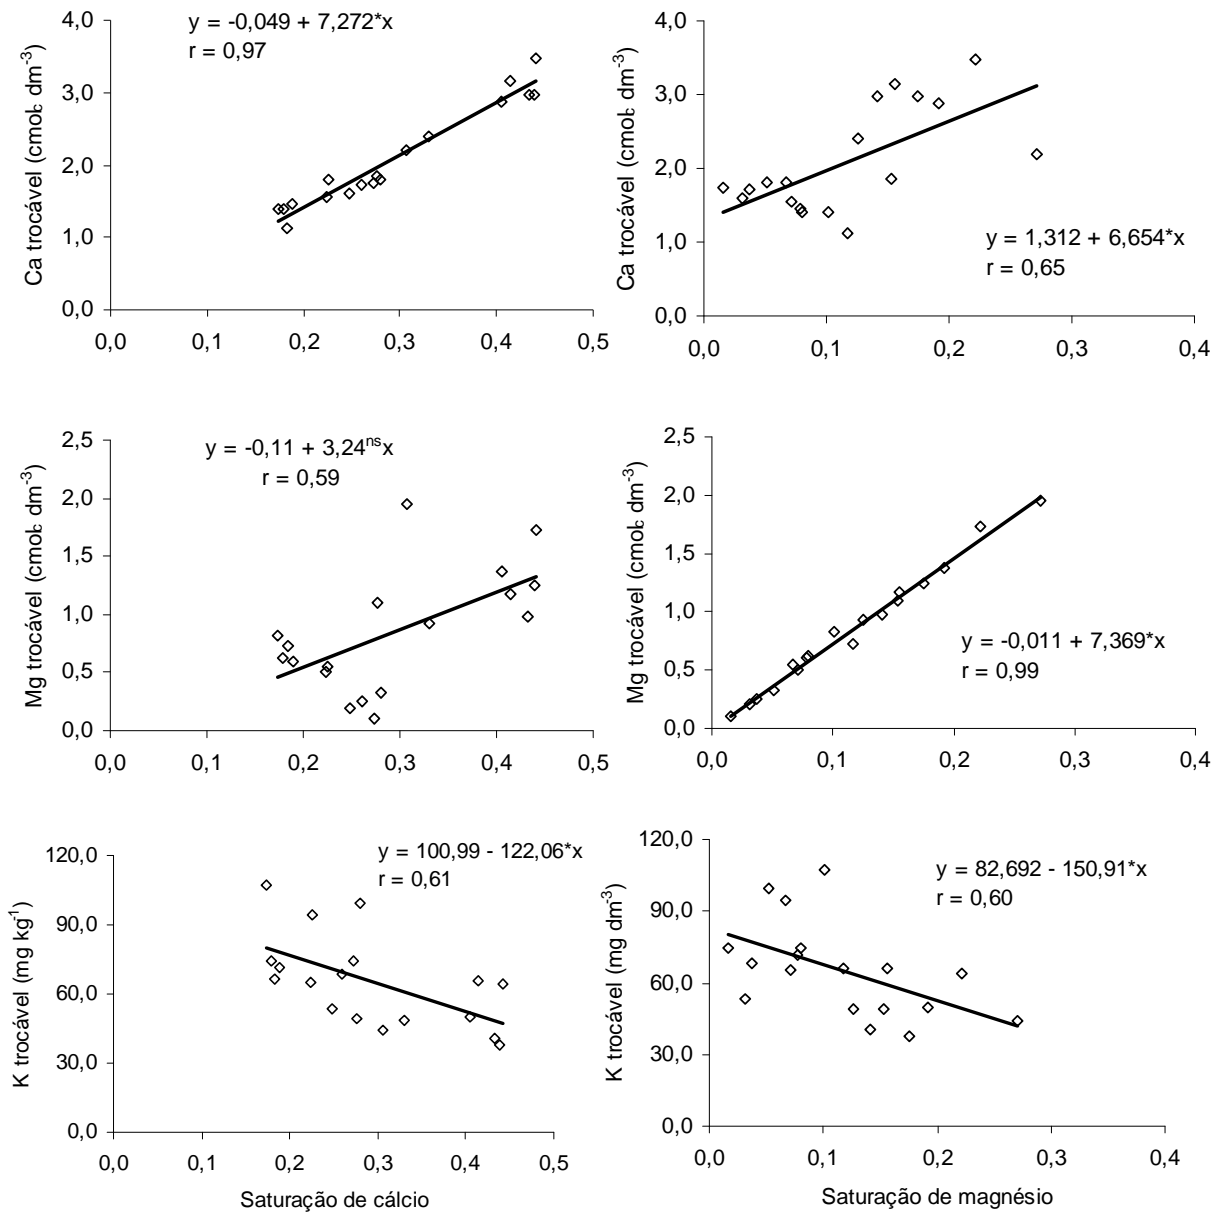 y = -0,049 + 7,272*x
r = 0,97
Ca trocável (cmolc dm-3)
4,0
3,0
2,0
1,0
0,0
0,0 0,1 0,2 0,3 0,4 0,5
y = 1,312 + 6,654*x
r = 0,65
Ca trocável (cmolc dm-3)
4,0
3,0
2,0
1,0
0,0
0,0 0,1 0,2 0,3 0,4
y = -0,11 + 3,24nsx
r = 0,59
Mg trocável (cmolc dm-3)
2,5
2,0
1,5
1,0
0,5
0,0
0,0 0,1 0,2 0,3 0,4 0,5
y = -0,011 + 7,369*x
r = 0,99
Mg trocável (cmolc dm-3)
2,5
2,0
1,5
1,0
0,5
0,0
0,0 0,1 0,2 0,3 0,4
y = 100,99 - 122,06*x
r = 0,61
K trocável (mg kg-1)
120,0
90,0
60,0
30,0
0,0
0,0 0,1 0,2 0,3 0,4 0,5
Saturação de cálcio
y = 82,692 - 150,91*x
r = 0,60
K trocável (mg dm-3)
120,0
90,0
60,0
30,0
0,0
0,0 0,1 0,2 0,3 0,4
Saturação de magnésio